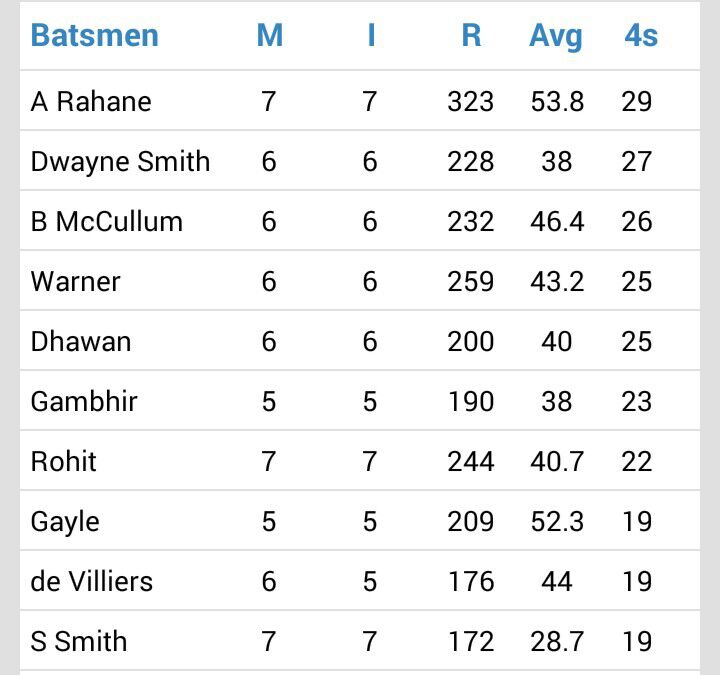 Batsmen M I R Avg 4s
A Rahane 7 7 323 53.8 29
Dwayne Smith 6 6 228 38 27
B McCullum 6 6 232 46.4 26
Warner 6 6 259 43.2 25
Dhawan 6 6 200 40 25
Gambhir 5 5 190 38 23
Rohit 7 7 244 40.7 22
Gayle 5 5 209 52.3 19
de Villiers 6 5 176 44 19
S Smith 7 7 172 28.7 19